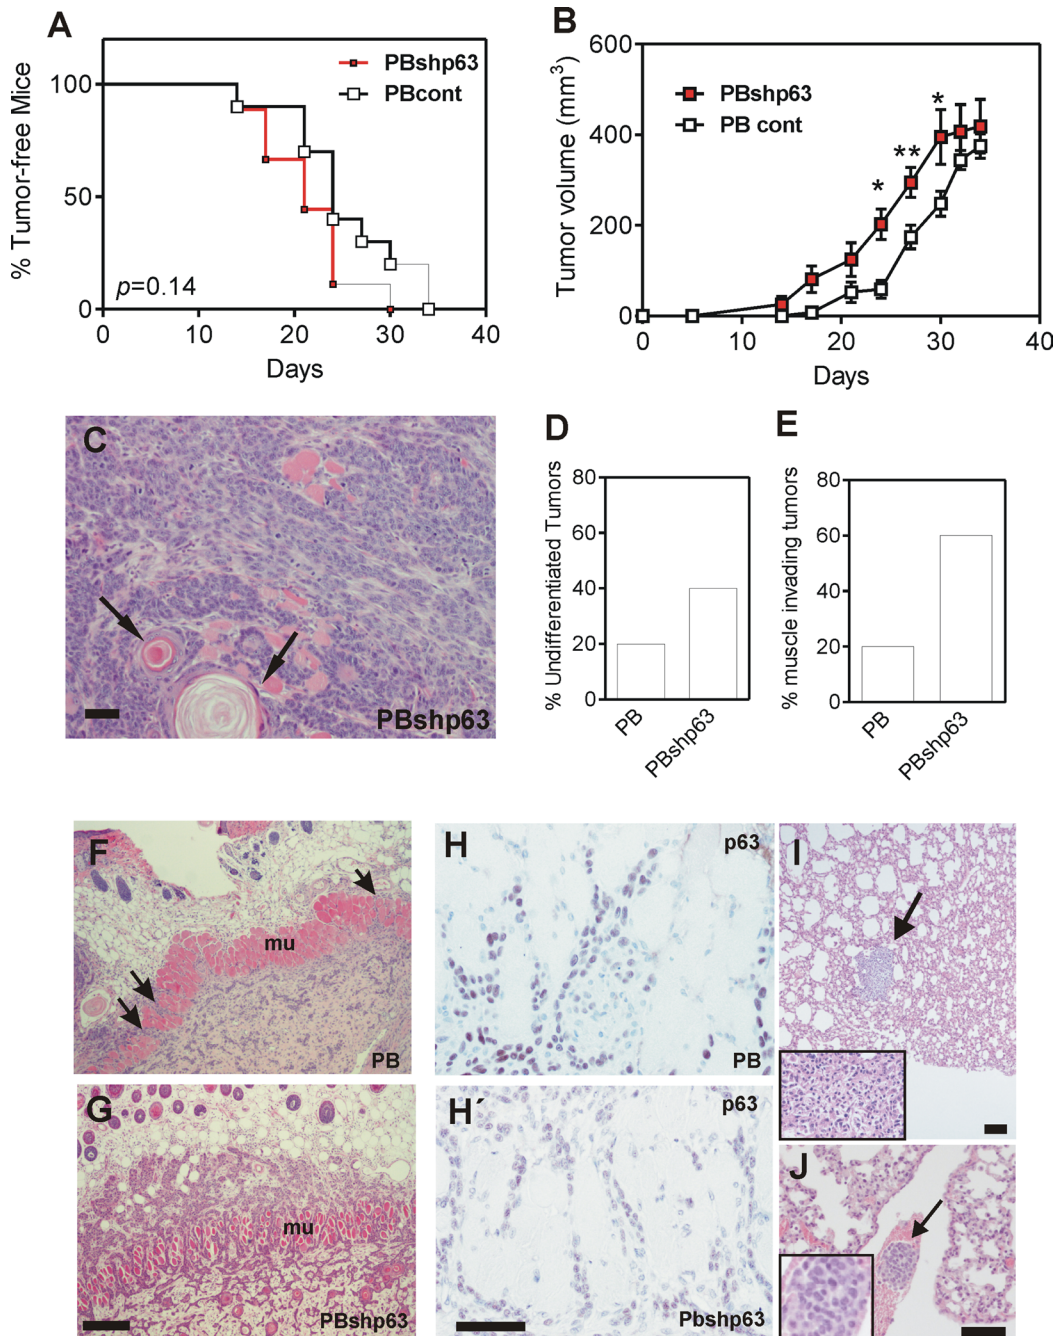 A
% Tumor-free Mice
100
50
0
0 10 20 30 40
Days
PBshp63
PBcont
p=0.14
B
Tumor volume (mm³)
600
400
200
0
0 10 20 30 40
Days
PBshp63
PB cont
*
**
*
C
PBshp63
D
% Undifferentiated Tumors
80
60
40
20
0
PB
PBshp63
E
% muscle invading tumors
80
60
40
20
0
PB
PBshp63
F
mu
PB
G
mu
PBshp63
H
p63
PB
H´
p63
Pbshp63
I
J